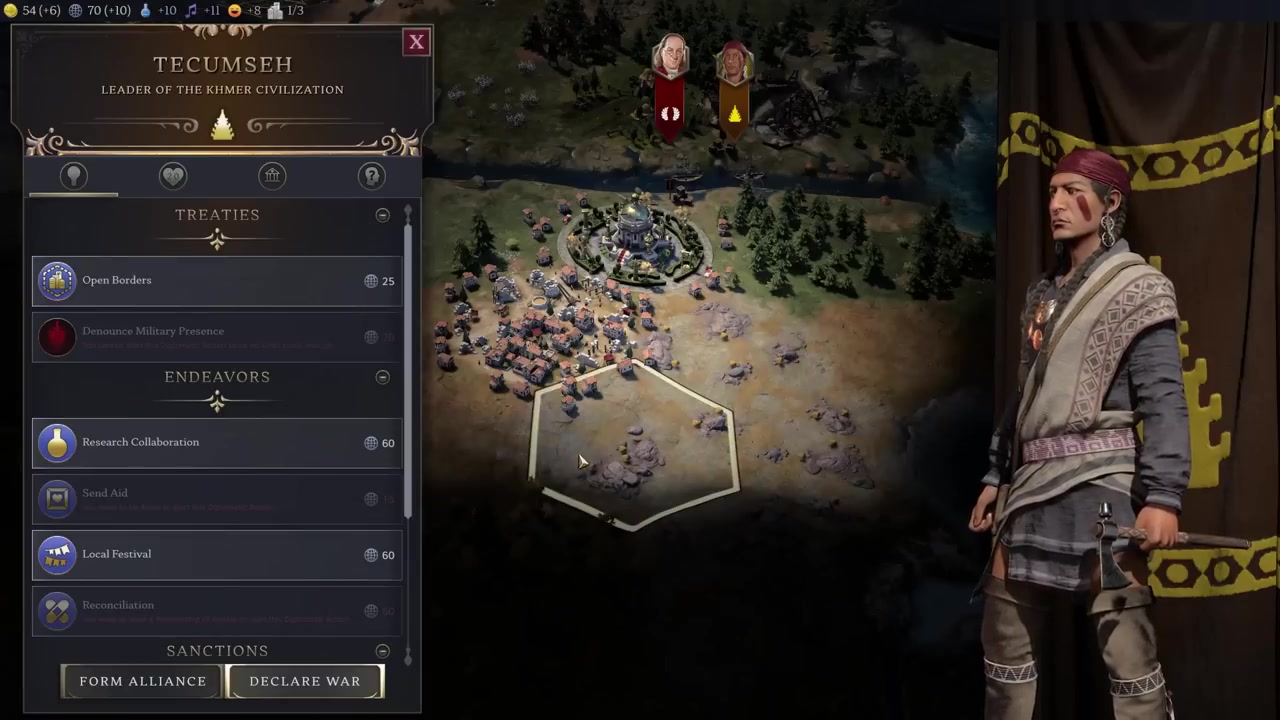 54 (+6) 70 (+10) +10 +11 +8 1/3
X
TECUMSEH
LEADER OF THE KHMER CIVILIZATION
20
TREATIES
Open Borders 25
Denounce Military Presence
ENDEAVORS
Research Collaboration 60
Send Aid
Local Festival 60
Reconciliation
SANCTIONS
FORM ALLIANCE DECLARE WAR